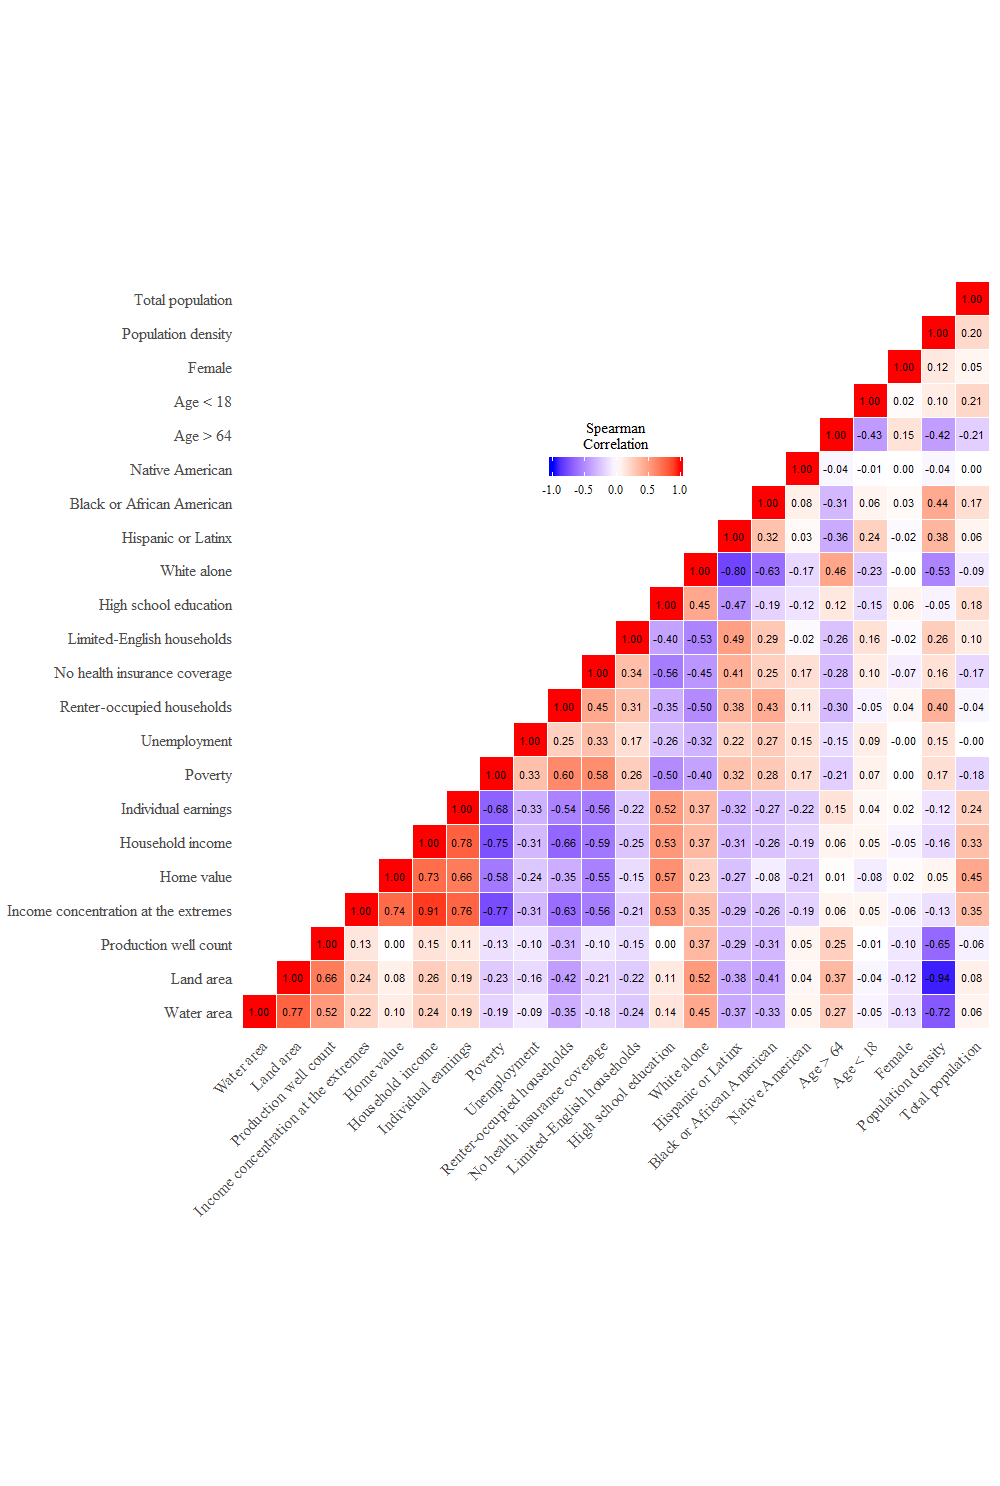 Total population 1.00
Population density 1.00 0.20
Female 1.00 0.12 0.05
Age < 18 1.00 0.02 0.10 0.21
Age > 64 1.00 -0.43 0.15 -0.42 -0.21
Spearman
Correlation
-1.0 -0.5 0.0 0.5 1.0
Native American 1.00 -0.04 -0.01 0.00 -0.04 0.00
Black or African American 1.00 0.08 -0.31 0.06 0.03 0.44 0.17
Hispanic or Latinx 1.00 0.32 0.03 -0.36 0.24 -0.02 0.38 0.06
White alone 1.00 -0.80 -0.63 -0.17 0.46 -0.23 -0.00 -0.53 -0.09
High school education 1.00 0.45 -0.47 -0.19 -0.12 0.12 -0.15 0.06 -0.05 0.18
Limited-English households 1.00 -0.40 -0.53 0.49 0.29 -0.02 -0.26 0.16 -0.02 0.26 0.10
No health insurance coverage 1.00 0.34 -0.56 -0.45 0.41 0.25 0.17 -0.28 0.10 -0.07 0.16 -0.17
Renter-occupied households 1.00 0.45 0.31 -0.35 -0.50 0.38 0.43 0.11 -0.30 -0.05 0.04 0.40 -0.04
Unemployment 1.00 0.25 0.33 0.17 -0.26 -0.32 0.22 0.27 0.15 -0.15 0.09 -0.00 0.15 -0.00
Poverty 1.00 0.33 0.60 0.58 0.26 -0.50 -0.40 0.32 0.28 0.17 -0.21 0.07 0.00 0.17 -0.18
Individual earnings 1.00 -0.68 -0.33 -0.54 -0.56 -0.22 0.52 0.37 -0.32 -0.27 -0.22 0.15 0.04 0.02 -0.12 0.24
Household income 1.00 0.78 -0.75 -0.31 -0.66 -0.59 -0.25 0.53 0.37 -0.31 -0.26 -0.19 0.06 0.05 -0.05 -0.16 0.33
Home value 1.00 0.73 0.66 -0.58 -0.24 -0.35 -0.55 -0.15 0.57 0.23 -0.27 -0.08 -0.21 0.01 -0.08 0.02 0.05 0.45
Income concentration at the extremes 1.00 0.74 0.91 0.76 -0.77 -0.31 -0.63 -0.56 -0.21 0.53 0.35 -0.29 -0.26 -0.19 0.06 0.05 -0.06 -0.13 0.35
Production well count 1.00 0.13 0.00 0.15 0.11 -0.13 -0.10 -0.31 -0.10 -0.15 0.00 0.37 -0.29 -0.31 0.05 0.25 -0.01 -0.10 -0.65 -0.06
Land area 1.00 0.66 0.24 0.08 0.26 0.19 -0.23 -0.16 -0.42 -0.21 -0.22 0.11 0.52 -0.38 -0.41 0.04 0.37 -0.04 -0.12 -0.94 0.08
Water area 1.00 0.77 0.52 0.22 0.10 0.24 0.19 -0.19 -0.09 -0.35 -0.18 -0.24 0.14 0.45 -0.37 -0.33 0.05 0.27 -0.05 -0.13 -0.72 0.06
Water area
Land area
Production well count
Income concentration at the extremes
Home value
Household income
Individual earnings
Poverty
Unemployment
Renter-occupied households
No health insurance coverage
Limited-English households
High school education
White alone
Hispanic or Latinx
Black or African American
Native American
Age > 64
Age < 18
Female
Population density
Total population